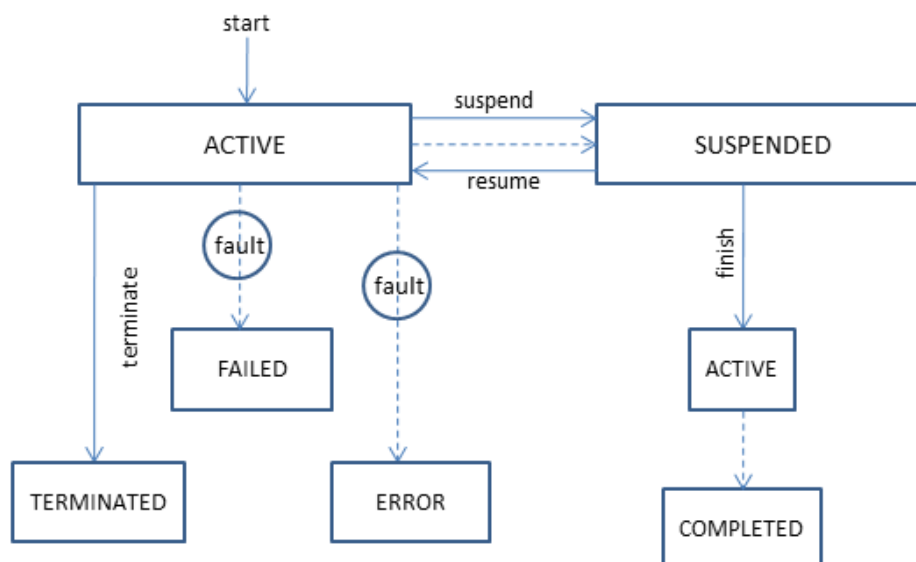 start
suspend
ACTIVE
SUSPENDED
resume
fault
finish
fault
terminate
FAILED
ACTIVE
TERMINATED
ERROR
COMPLETED